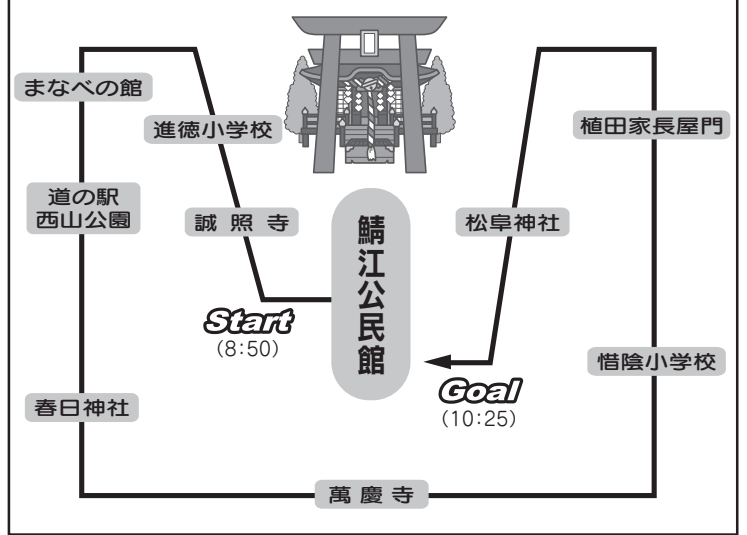 まなべの館
進徳小学校
植田家長屋門
道の駅
西山公園
誠照寺
鯖江公民館
松阜神社
Start
(8:50)
惜陰小学校
Goal
(10:25)
春日神社
萬慶寺